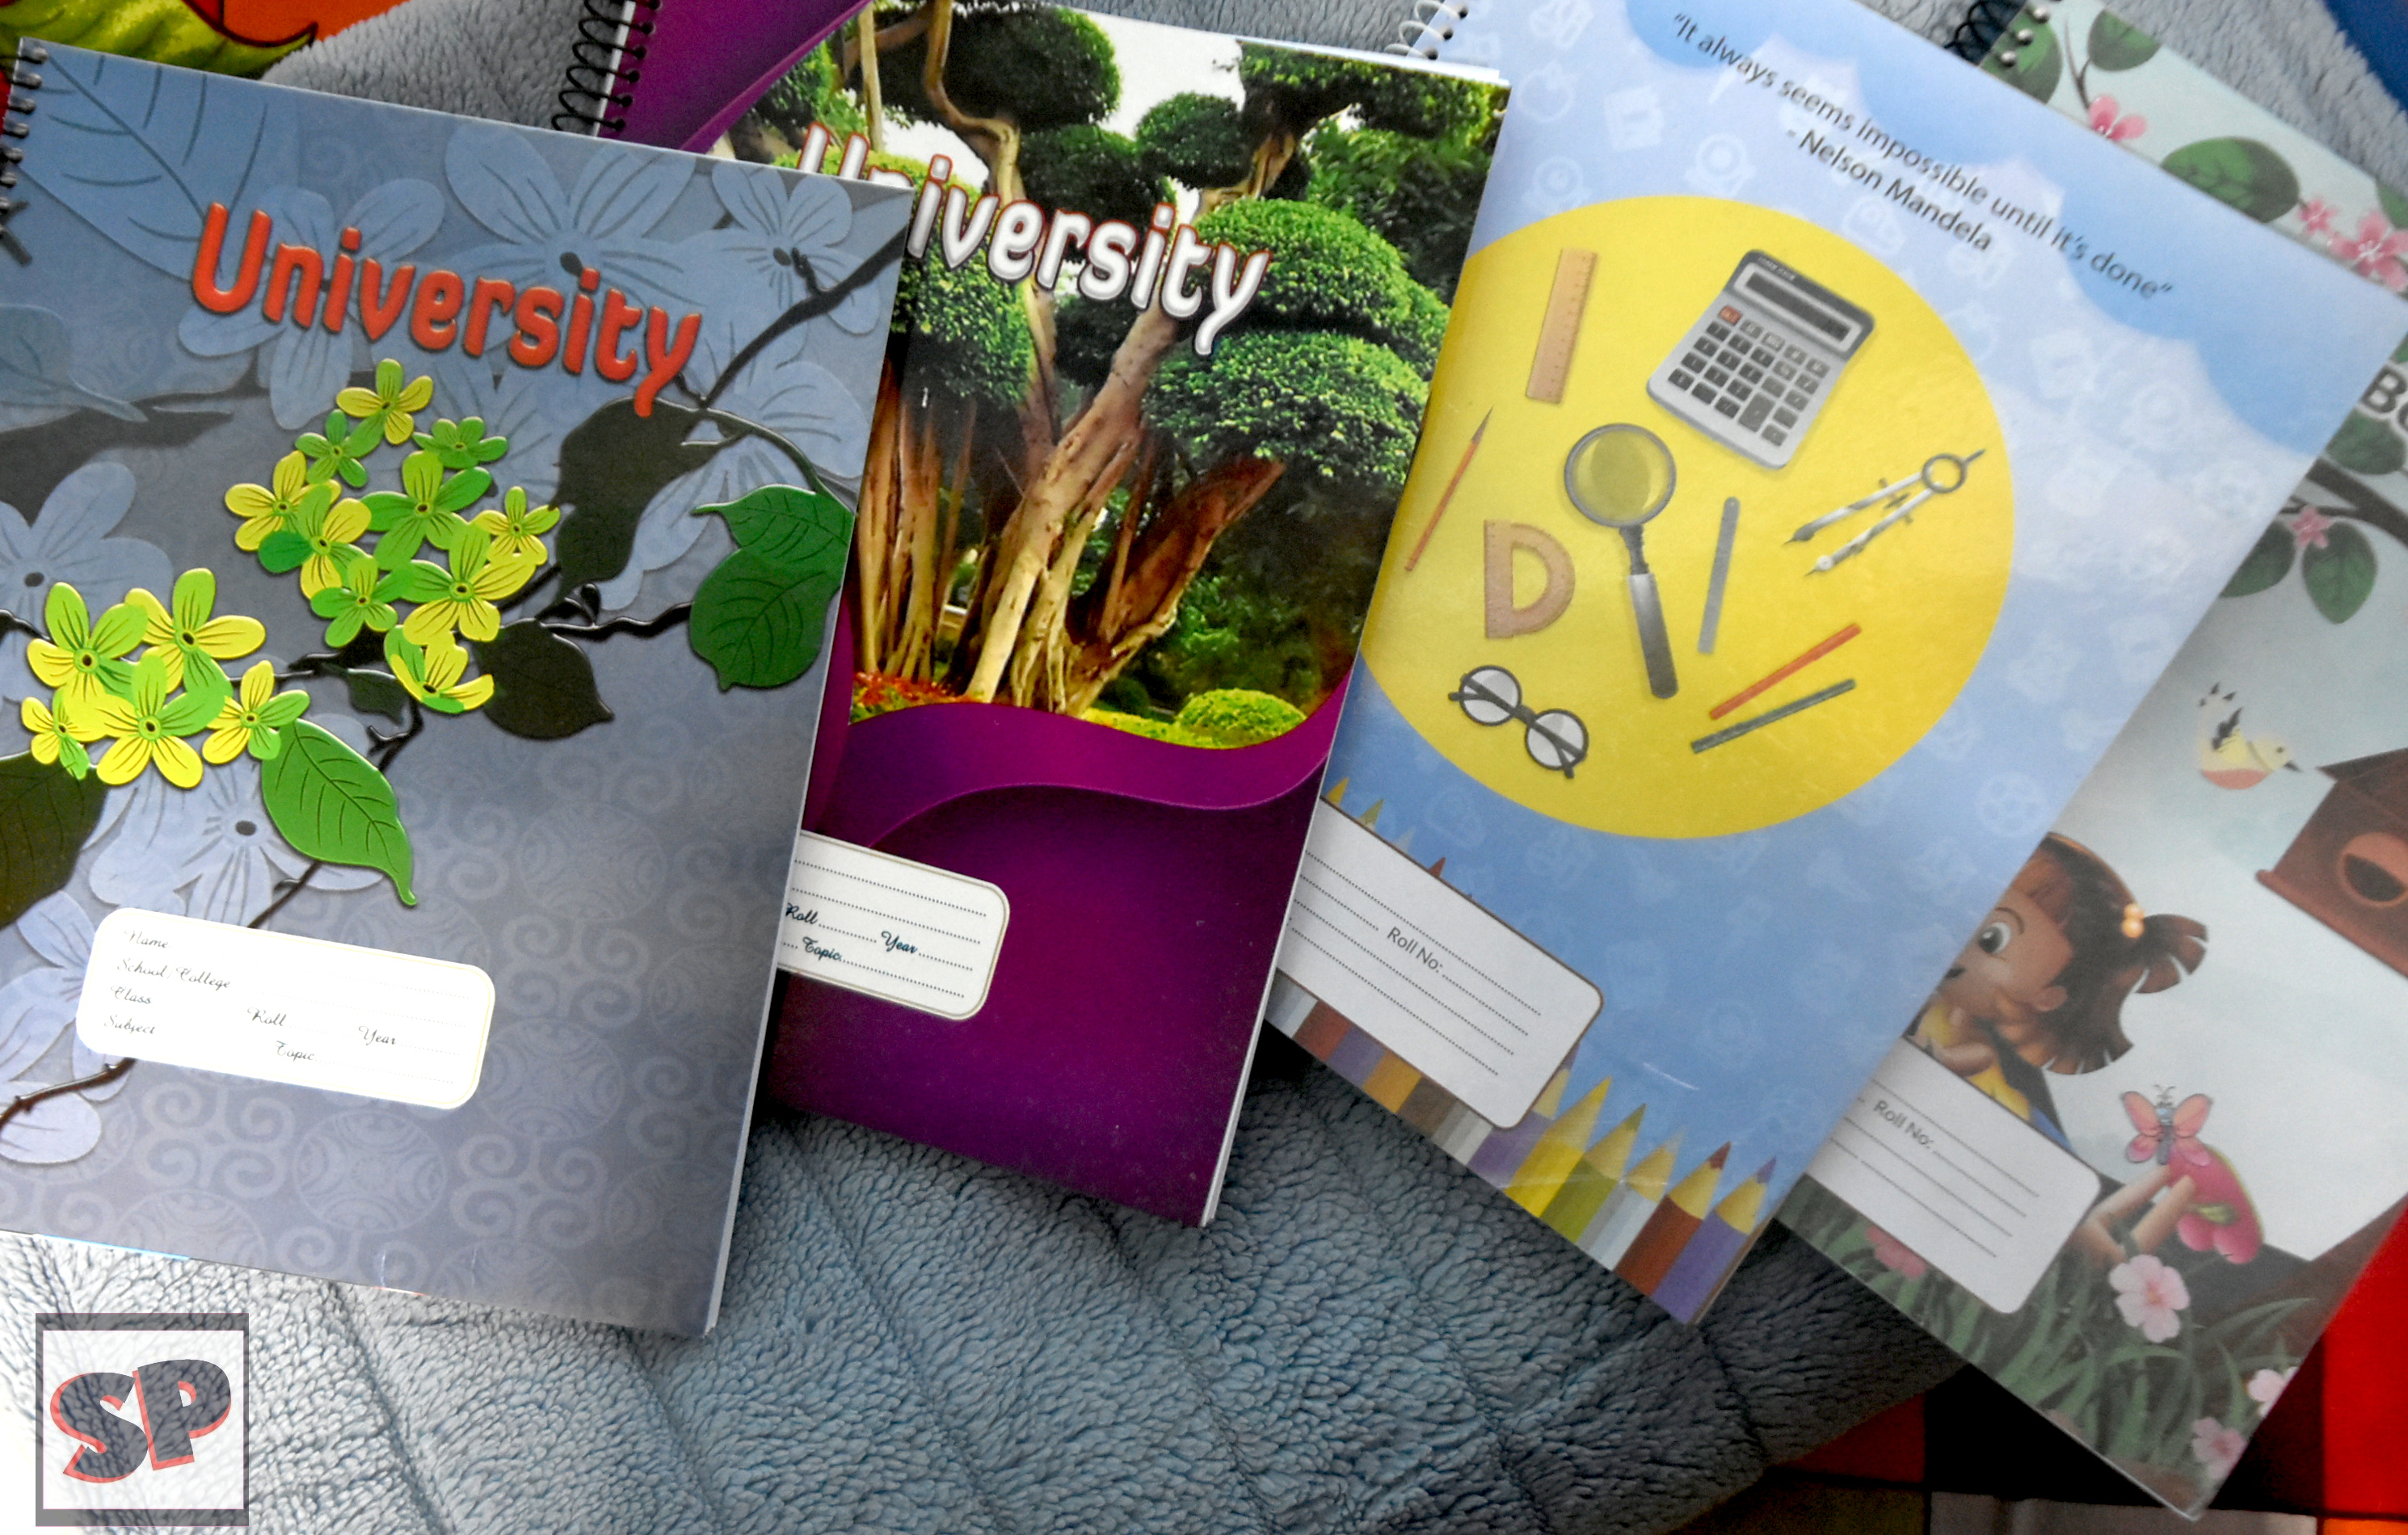 University
Name
School/College
Class Roll Year
Subject Topic
University
Roll Year
Topic
"It always seems impossible until it's done"
- Nelson Mandela
Roll No:
Roll No:
SP